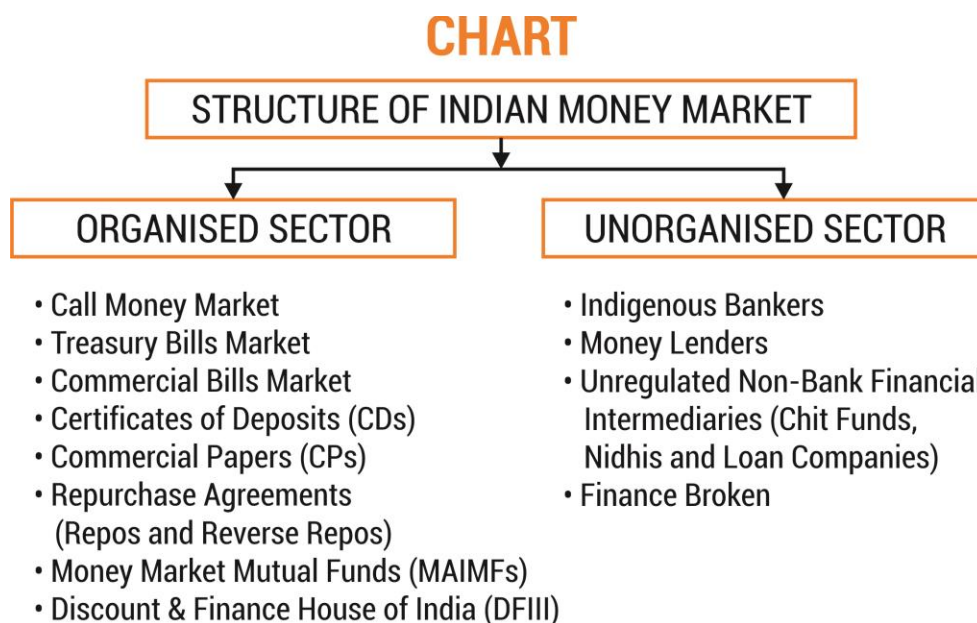 CHART
STRUCTURE OF INDIAN MONEY MARKET
ORGANISED SECTOR
• Call Money Market
• Treasury Bills Market
• Commercial Bills Market
• Certificates of Deposits (CDs)
• Commercial Papers (CPs)
• Repurchase Agreements
(Repos and Reverse Repos)
• Money Market Mutual Funds (MAIMFs)
• Discount & Finance House of India (DFIII)
UNORGANISED SECTOR
• Indigenous Bankers
• Money Lenders
• Unregulated Non-Bank Financial
Intermediaries (Chit Funds,
Nidhis and Loan Companies)
• Finance Broken